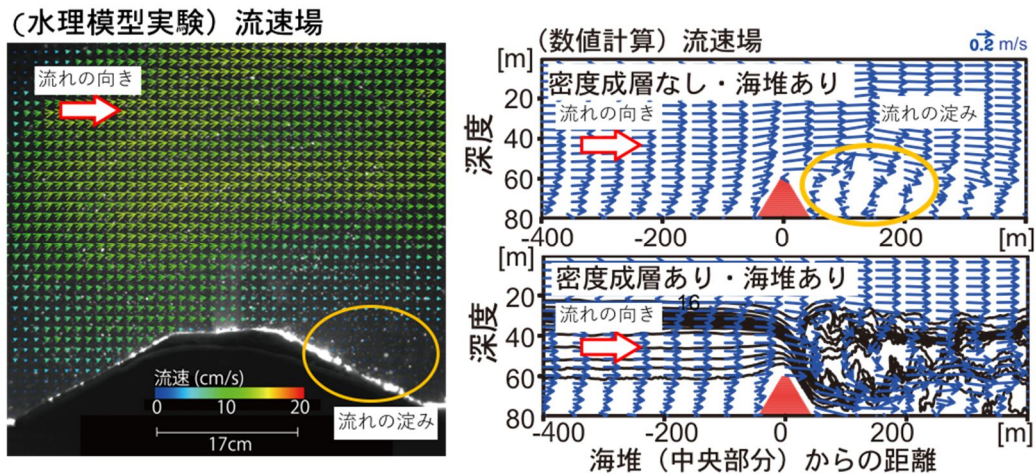 (水理模型実験）流速場
流れの向き
流速 (cm/s)
0 10 20
17cm
流れの淀み
(数値計算）流速場
0.2 m/s
[m]
密度成層なし・海堆あり
流れの向き
流れの淀み
深度
20
40
60
80
-400 -200 0 200 [m]
[m]
密度成層あり・海堆あり
16
流れの向き
深度
20
40
60
80
-400 -200 0 200 [m]
海堆（中央部分）からの距離